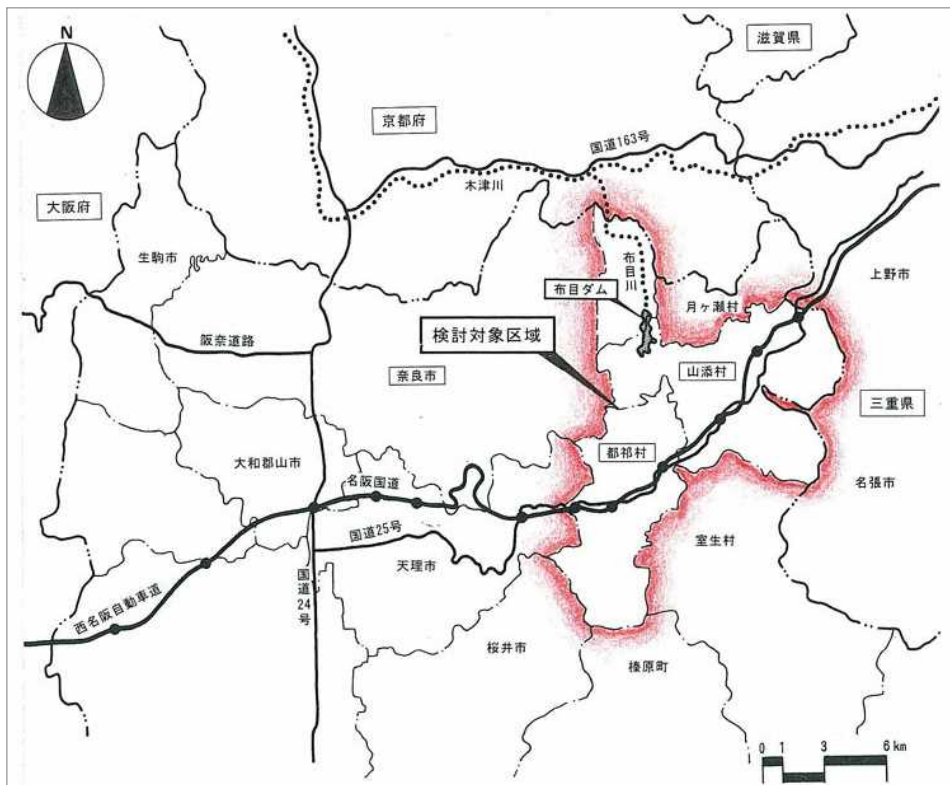 N
滋賀県
京都府
国道163号
木津川
大阪府
生駒市
布目川
上野市
布目ダム
月ヶ瀬村
検討対象区域
阪奈道路
奈良市
山添村
三重県
都祁村
大和郡山市
名阪国道
名張市
国道25号
室生村
天理市
国道24号
西名阪自動車道
桜井市
榛原町
0 1 3 6km